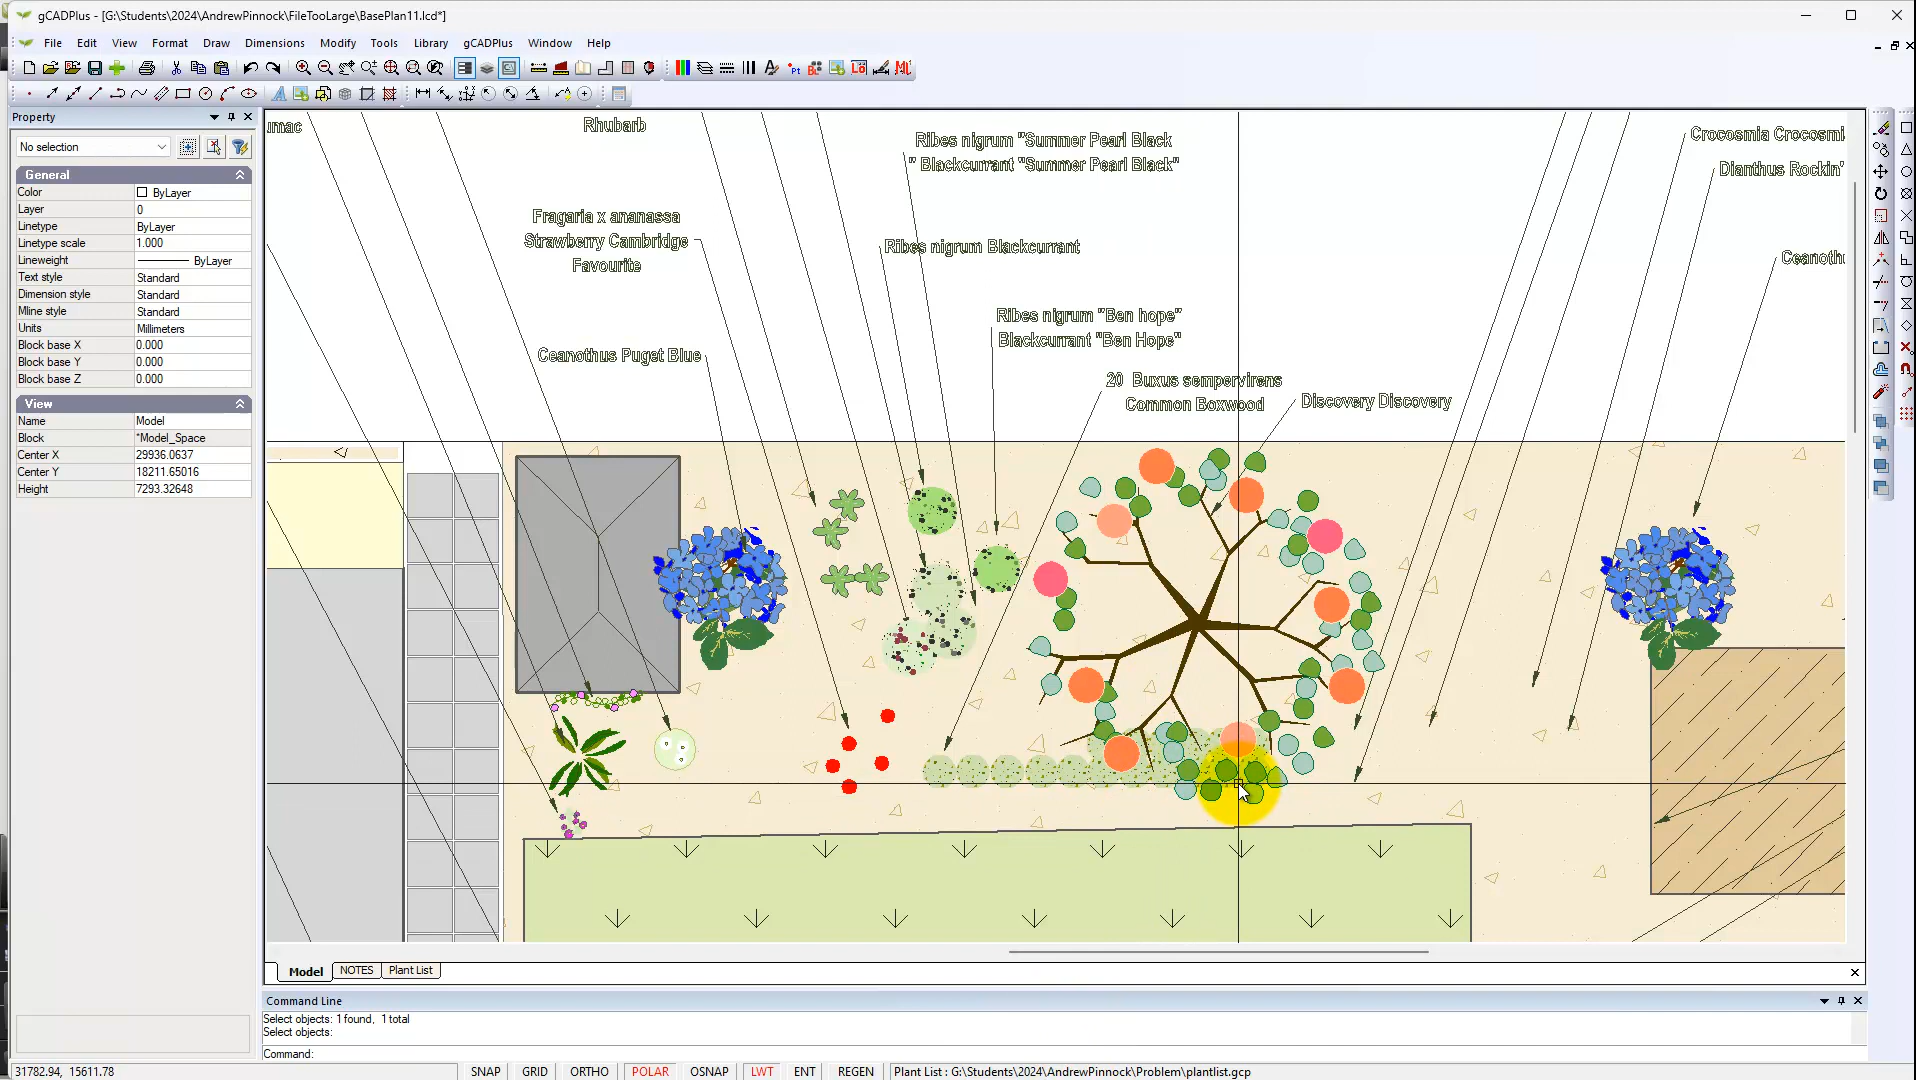 gCADPlus - [G:\Students\2024\AndrewPinnock\FileTooLarge\BasePlan11.lcd*]
File Edit View Format Draw Dimensions Modify Tools Library gCADPlus Window Help
Property
No selection
General
Color ByLayer
Layer 0
Linetype ByLayer
Linetype scale 1.000
Lineweight ByLayer
Text style Standard
Dimension style Standard
Mline style Standard
Units Millimeters
Block base X 0.000
Block base Y 0.000
Block base Z 0.000
View
Name Model
Block *Model_Space
Center X 29936.0637
Center Y 18211.65016
Height 7293.32648
umac
Rhubarb
Ribes nigrum "Summer Pearl Black
" Blackcurrant "Summer Pearl Black"
Crocosmia Crocosmi
Dianthus Rockin'
Fragaria x ananassa
Strawberry Cambridge
Favourite
Ribes nigrum Blackcurrant
Ceanoth
Ribes nigrum "Ben hope"
Blackcurrant "Ben Hope"
Ceanothus Puget Blue
20 Buxus sempervirens
Common Boxwood
Discovery Discovery
Model NOTES Plant List
Command Line
Select objects: 1 found, 1 total
Select objects:
Command:
31782.94, 15611.78 SNAP GRID ORTHO POLAR OSNAP LWT ENT REGEN Plant List : G:\Students\2024\AndrewPinnock\Problem\plantlist.gcp